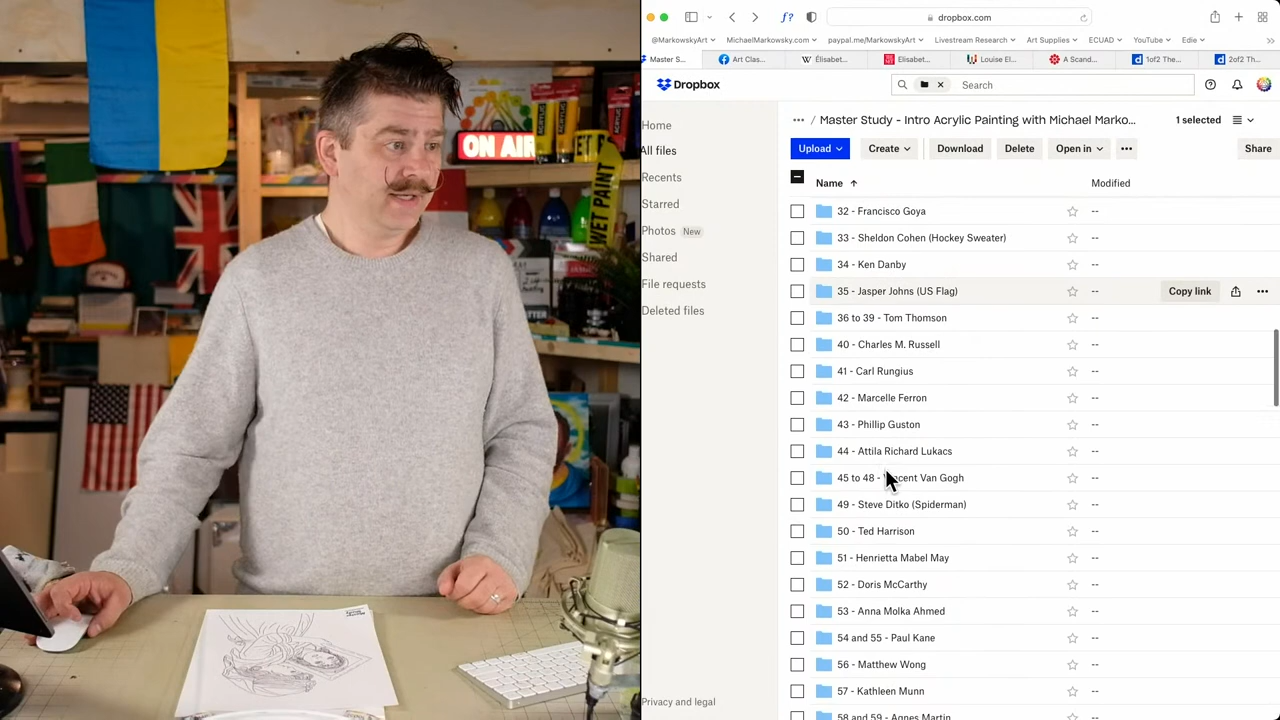 ON AIR
WET PAINT
dropbox.com
@MarkowskyArt
MichaelMarkowsky.com
paypal.me/MarkowskyArt
Livestream Research
Art Supplies
ECUAD
YouTube
Edie
Master S...
Art Clas...
Élisabet...
Elisabet...
Louise El...
A Scand...
1of2 The...
2of2 Th...
Dropbox
Search
... / Master Study - Intro Acrylic Painting with Michael Marko...
1 selected
Upload
Create
Download
Delete
Open in
Share
Home
All files
Recents
Starred
Photos New
Shared
File requests
Deleted files
Privacy and legal
Name
Modified
32 - Francisco Goya --
33 - Sheldon Cohen (Hockey Sweater) --
34 - Ken Danby --
35 - Jasper Johns (US Flag) Copy link
36 to 39 - Tom Thomson --
40 - Charles M. Russell --
41 - Carl Rungius --
42 - Marcelle Ferron --
43 - Phillip Guston --
44 - Attila Richard Lukacs --
45 to 48 - Vincent Van Gogh --
49 - Steve Ditko (Spiderman) --
50 - Ted Harrison --
51 - Henrietta Mabel May --
52 - Doris McCarthy --
53 - Anna Molka Ahmed --
54 and 55 - Paul Kane --
56 - Matthew Wong --
57 - Kathleen Munn --
58 and 59 - Agnes Martin --